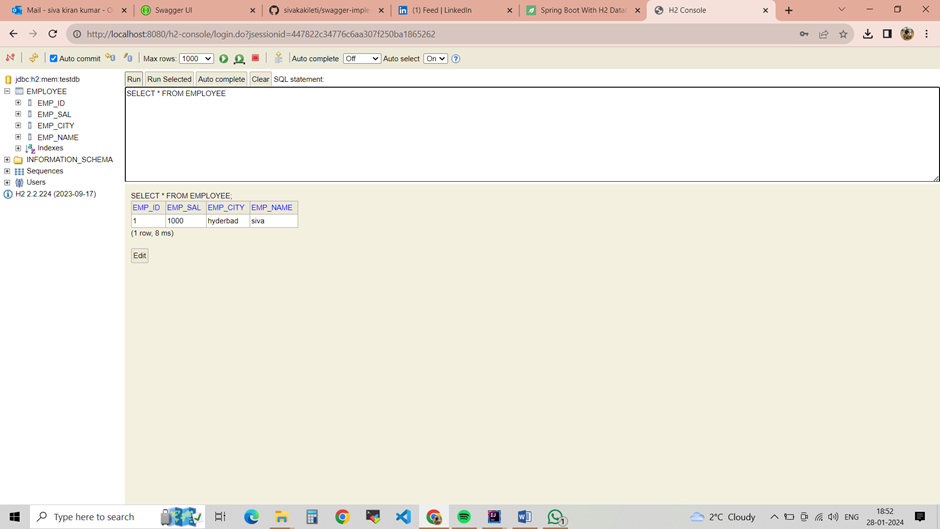 Mail - siva kiran kumar - O
Swagger UI
sivakakileti/swagger-imple
(1) Feed | LinkedIn
Spring Boot With H2 Datab
H2 Console
http://localhost:8080/h2-console/login.do?jsessionid=447822c34776c6aa307f250ba1865262
Auto commit Max rows: 1000 Auto complete Off Auto select On
jdbc:h2:mem:testdb
EMPLOYEE
EMP_ID
EMP_SAL
EMP_CITY
EMP_NAME
Indexes
INFORMATION_SCHEMA
Sequences
Users
H2 2.2.224 (2023-09-17)
Run Run Selected Auto complete Clear SQL statement:
SELECT * FROM EMPLOYEE
SELECT * FROM EMPLOYEE;
EMP_ID EMP_SAL EMP_CITY EMP_NAME
1 1000 hyderbad siva
(1 row, 8 ms)
Edit
Type here to search
1
2°C Cloudy
ENG
18:52
28-01-2024